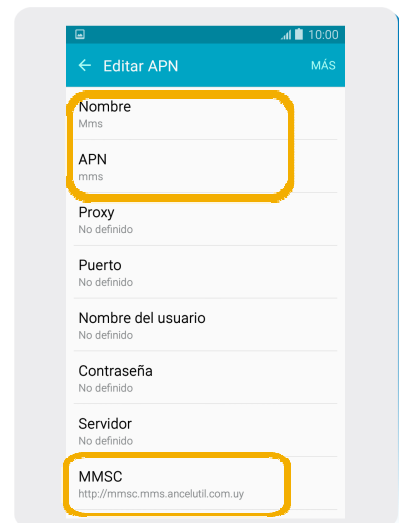 10:00
Editar APN MÁS
Nombre
Mms
APN
mms
Proxy
No definido
Puerto
No definido
Nombre del usuario
No definido
Contraseña
No definido
Servidor
No definido
MMSC
http://mmsc.mms.ancelutil.com.uy